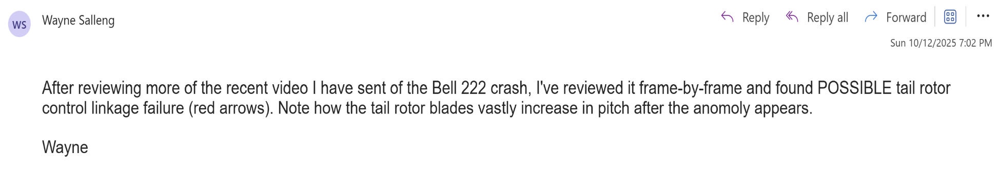 WS Wayne Salleng Reply Reply all Forward
Sun 10/12/2025 7:02 PM
After reviewing more of the recent video I have sent of the Bell 222 crash, I've reviewed it frame-by-frame and found POSSIBLE tail rotor
control linkage failure (red arrows). Note how the tail rotor blades vastly increase in pitch after the anomoly appears.
Wayne